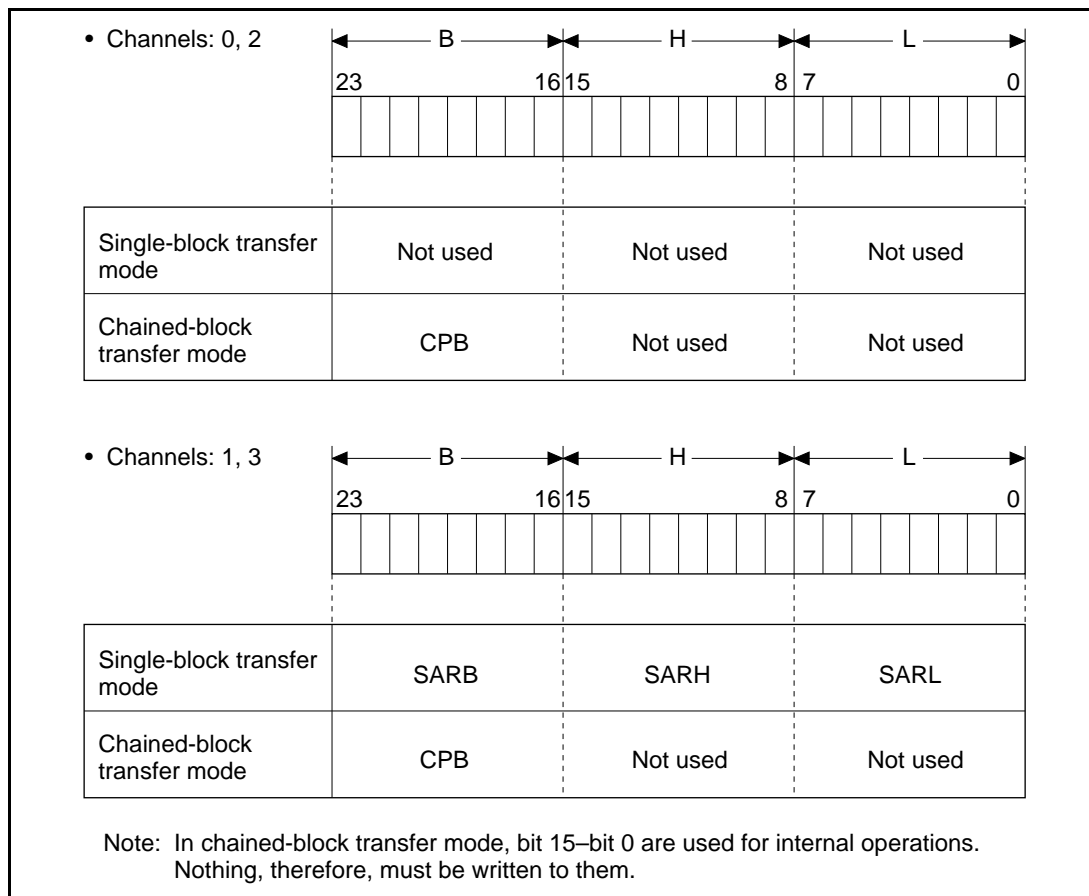 • Channels: 0, 2
B H L
23 16 15 8 7 0
Single-block transfer
mode
Not used Not used Not used
Chained-block
transfer mode
CPB Not used Not used
• Channels: 1, 3
B H L
23 16 15 8 7 0
Single-block transfer
mode
SARB SARH SARL
Chained-block
transfer mode
CPB Not used Not used
Note: In chained-block transfer mode, bit 15–bit 0 are used for internal operations.
Nothing, therefore, must be written to them.